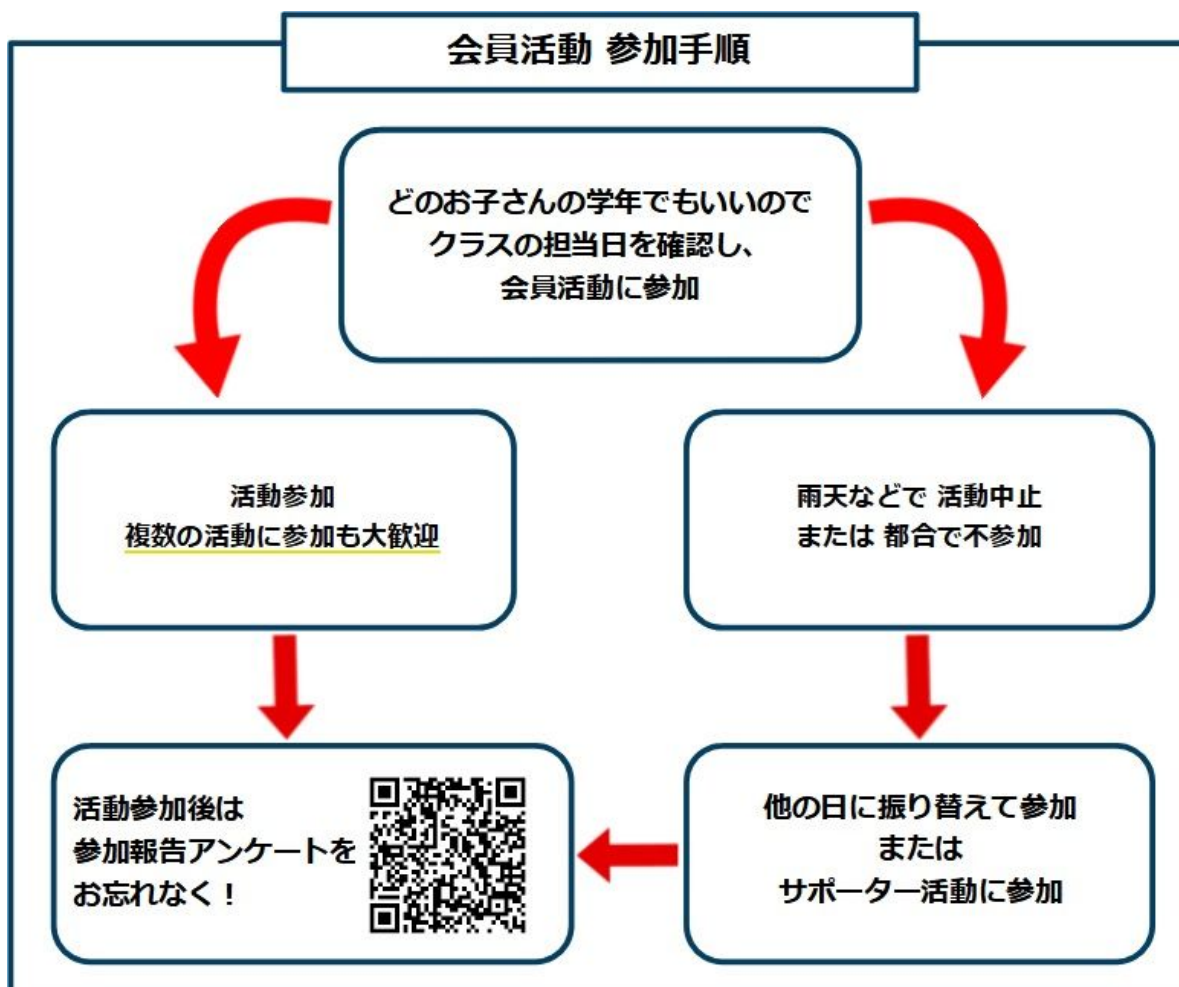 会員活動 参加手順
どのお子さんの学年でもいいので
クラスの担当日を確認し、
会員活動に参加
活動参加
複数の活動に参加も大歓迎
雨天などで 活動中止
または 都合で不参加
活動参加後は
参加報告アンケートを
お忘れなく！
他の日に振り替えて参加
または
サポーター活動に参加